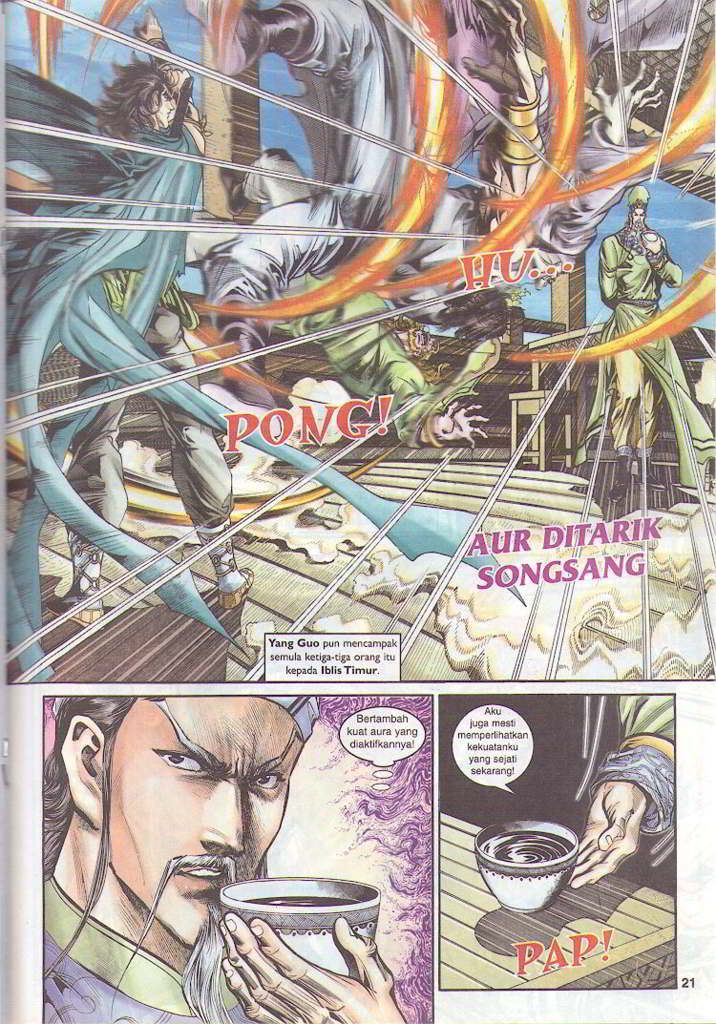 HU...
PONG!
AUR DITARIK
SONGSANG
Yang Guo pun mencampak
semula ketiga-tiga orang itu
kepada Iblis Timur.
Bertambah
kuat aura yang
diaktifkannya!
Aku
juga mesti
memperlihatkan
kekuatanku
yang sejati
sekarang!
PAP!
21